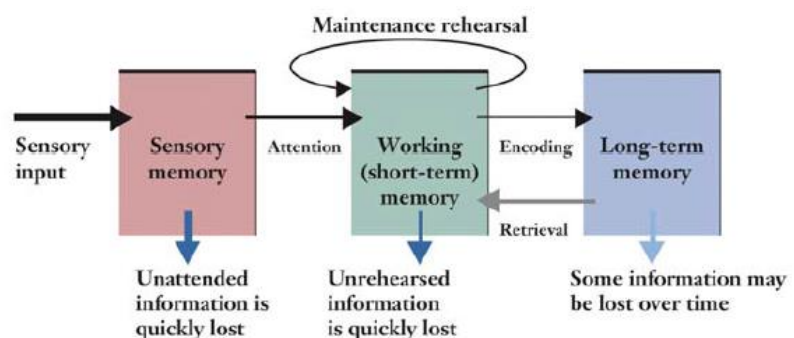 Maintenance rehearsal
Sensory
input
Sensory
memory
Attention
Working
(short-term)
memory
Encoding
Retrieval
Long-term
memory
Unattended
information is
quickly lost
Unrehearsed
information
is quickly lost
Some information may
be lost over time